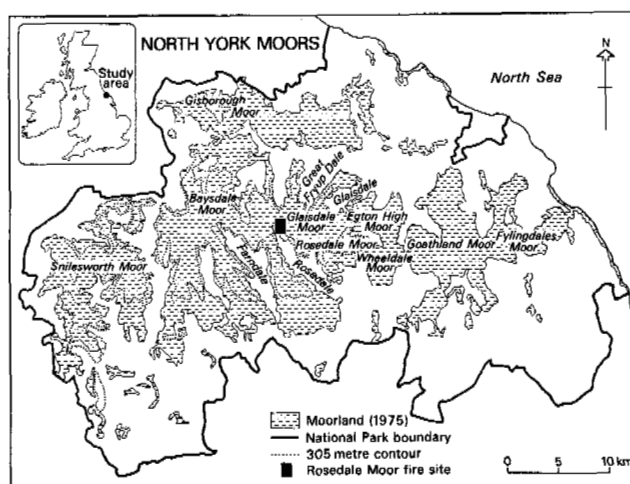 NORTH YORK MOORS
Study
area
North Sea
N
Gisborough
Moor
Great
Fryup Dale
Glaisdale
Baysdale
Moor
Glaisdale
Moor
Egton High
Moor
Rosedale Moor
Wheeldale
Moor
Goathland Moor
Fylingdales
Moor
Snilesworth Moor
Farndale
Rosedale
Moorland (1975)
National Park boundary
305 metre contour
Rosedale Moor fire site
0 5 10 km